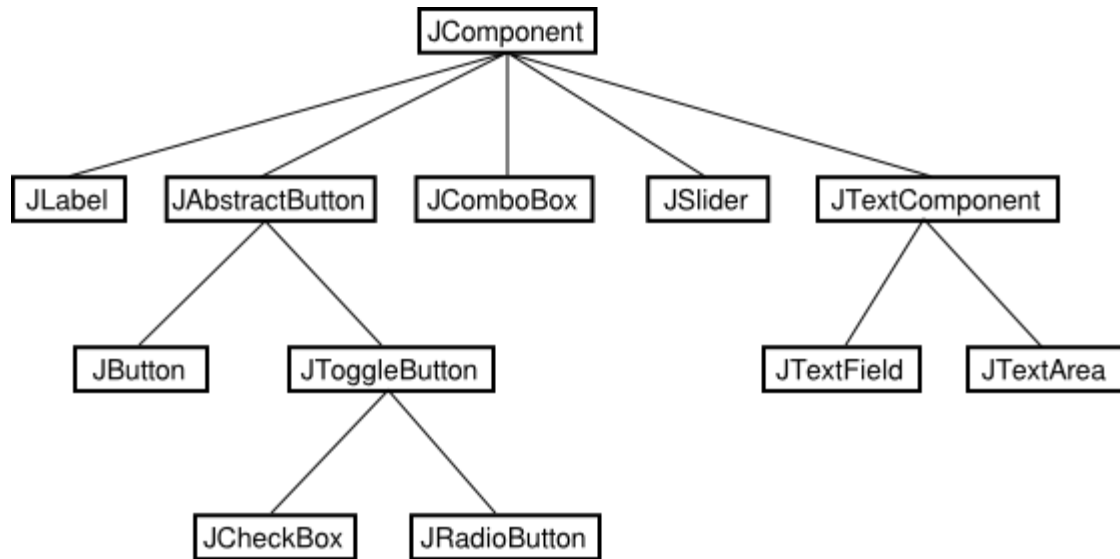 JComponent
JLabel
JAbstractButton
JComboBox
JSlider
JTextComponent
JButton
JToggleButton
JTextField
JTextArea
JCheckBox
JRadioButton